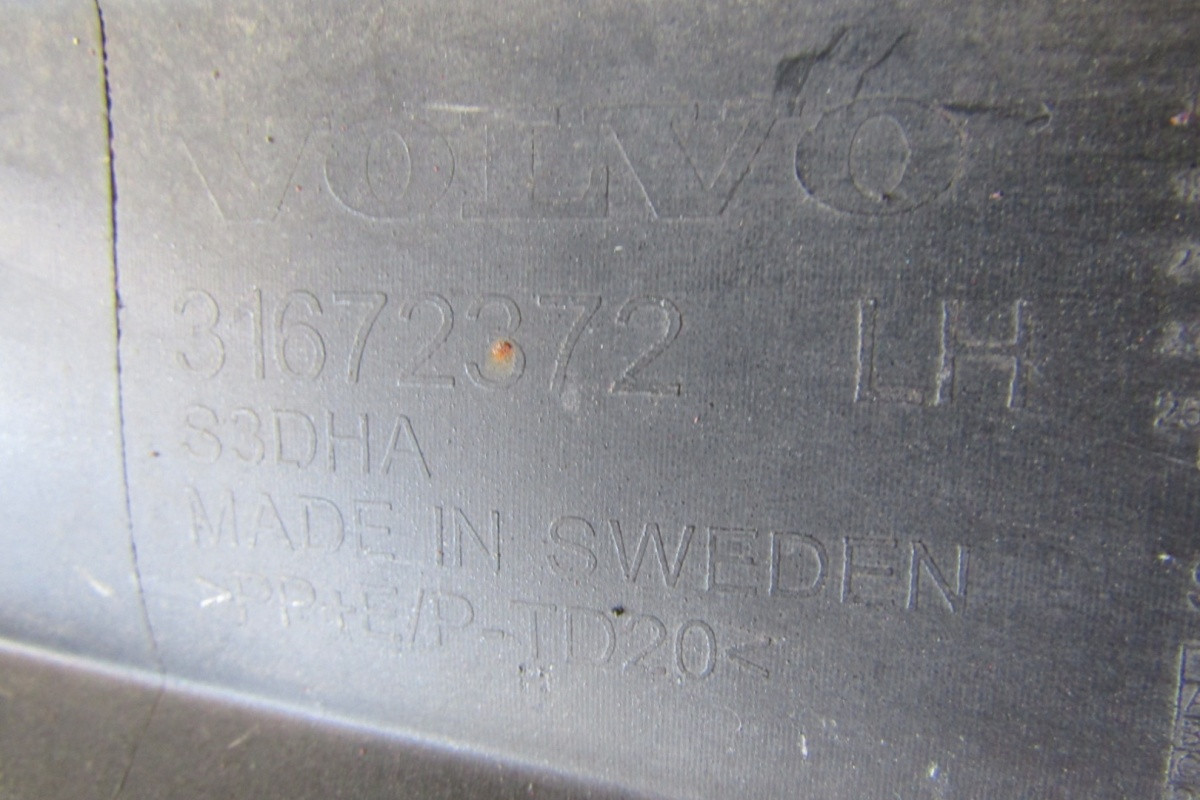 VOLVO
31672372 LH
S3DHA
MADE IN SWEDEN
>PP+E/P-TD20<